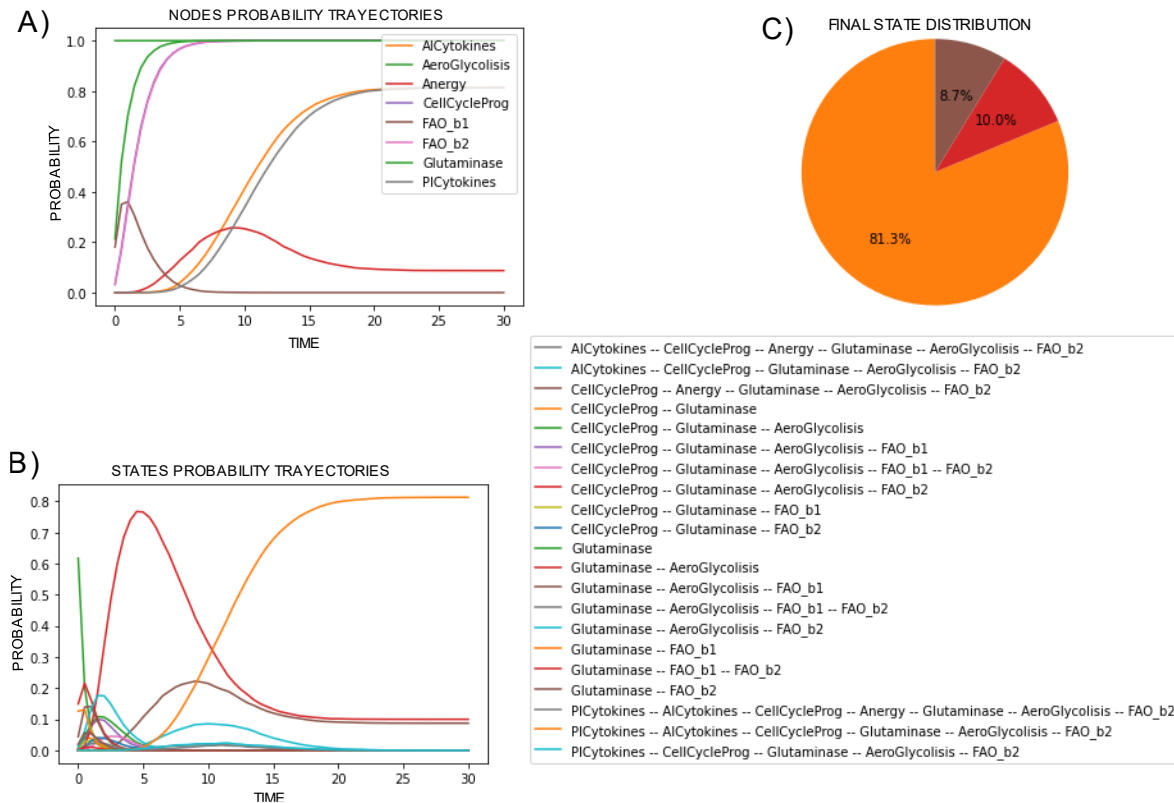 A)
NODES PROBABILITY TRAYECTORIES
1.0
0.8
0.6
0.4
0.2
0.0
PROBABILITY
0
5
10
15
20
25
30
TIME
AICytokines
AeroGlycolisis
Anergy
CellCycleProg
FAO_b1
FAO_b2
Glutaminase
PICytokines
C)
FINAL STATE DISTRIBUTION
8.7%
10.0%
81.3%
B)
STATES PROBABILITY TRAYECTORIES
0.8
0.7
0.6
0.5
0.4
0.3
0.2
0.1
0.0
PROBABILITY
0
5
10
15
20
25
30
TIME
AICytokines -- CellCycleProg -- Anergy -- Glutaminase -- AeroGlycolisis -- FAO_b2
AICytokines -- CellCycleProg -- Glutaminase -- AeroGlycolisis -- FAO_b2
CellCycleProg -- Anergy -- Glutaminase -- AeroGlycolisis -- FAO_b2
CellCycleProg -- Glutaminase
CellCycleProg -- Glutaminase -- AeroGlycolisis
CellCycleProg -- Glutaminase -- AeroGlycolisis -- FAO_b1
CellCycleProg -- Glutaminase -- AeroGlycolisis -- FAO_b1 -- FAO_b2
CellCycleProg -- Glutaminase -- AeroGlycolisis -- FAO_b2
CellCycleProg -- Glutaminase -- FAO_b1
CellCycleProg -- Glutaminase -- FAO_b2
Glutaminase
Glutaminase -- AeroGlycolisis
Glutaminase -- AeroGlycolisis -- FAO_b1
Glutaminase -- AeroGlycolisis -- FAO_b1 -- FAO_b2
Glutaminase -- AeroGlycolisis -- FAO_b2
Glutaminase -- FAO_b1
Glutaminase -- FAO_b1 -- FAO_b2
Glutaminase -- FAO_b2
PICytokines -- AICytokines -- CellCycleProg -- Anergy -- Glutaminase -- AeroGlycolisis -- FAO_b2
PICytokines -- AICytokines -- CellCycleProg -- Glutaminase -- AeroGlycolisis -- FAO_b2
PICytokines -- CellCycleProg -- Glutaminase -- AeroGlycolisis -- FAO_b2